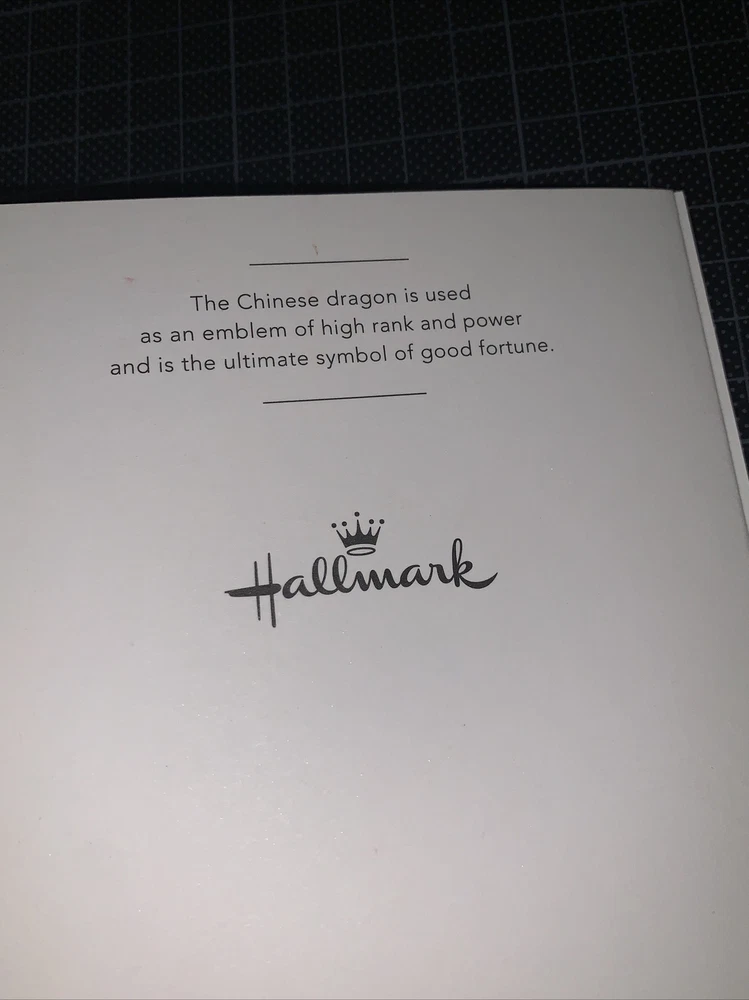 The Chinese dragon is used
as an emblem of high rank and power
and is the ultimate symbol of good fortune.
Hallmark